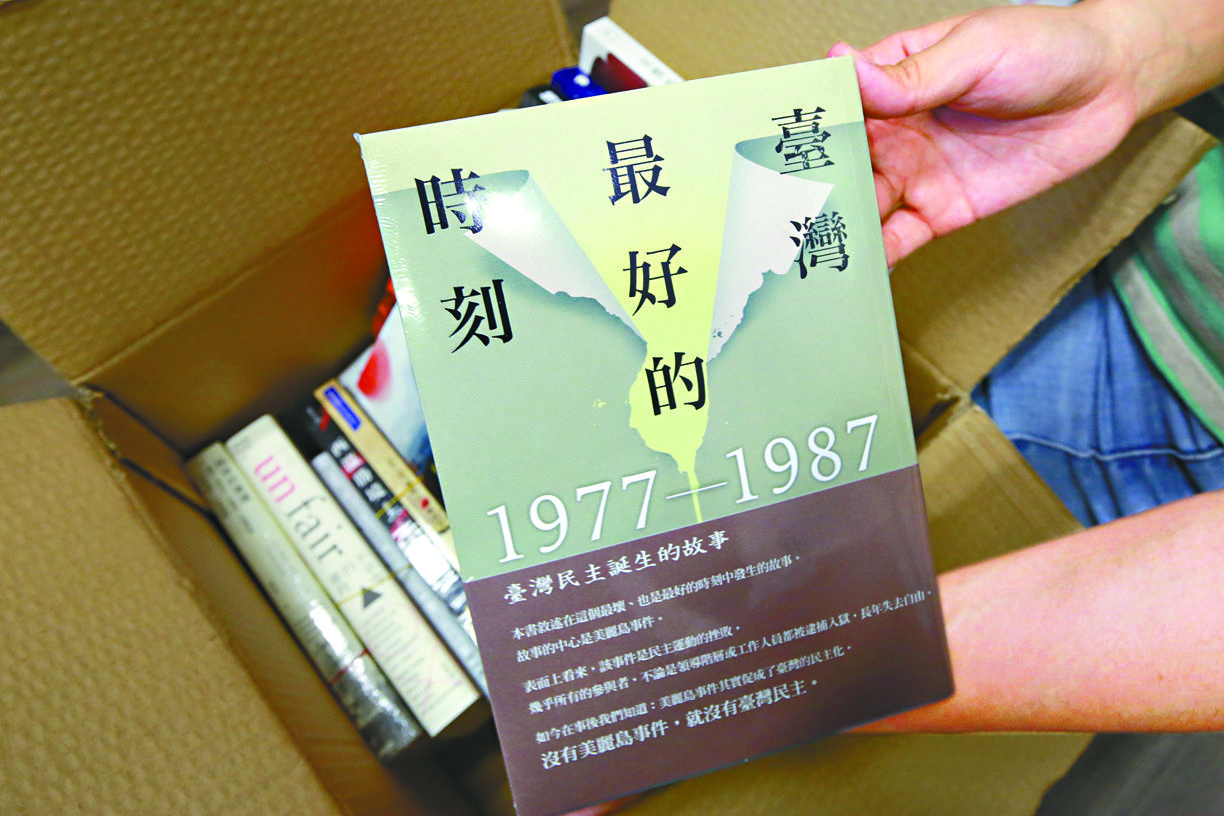 臺灣
最好的
時刻
1977—1987
臺灣民主誕生的故事
本書敘述在這個最壞、也是最好的時刻中發生的故事。
故事的中心是美麗島事件。
表面上看來,該事件是民主運動的挫敗,
幾乎所有的參與者,不論是領導階層或工作人員都被逮捕入獄,長年失去自由。
如今在事後我們知道:美麗島事件其實促成了臺灣的民主化。
沒有美麗島事件,就沒有臺灣民主。
un fair